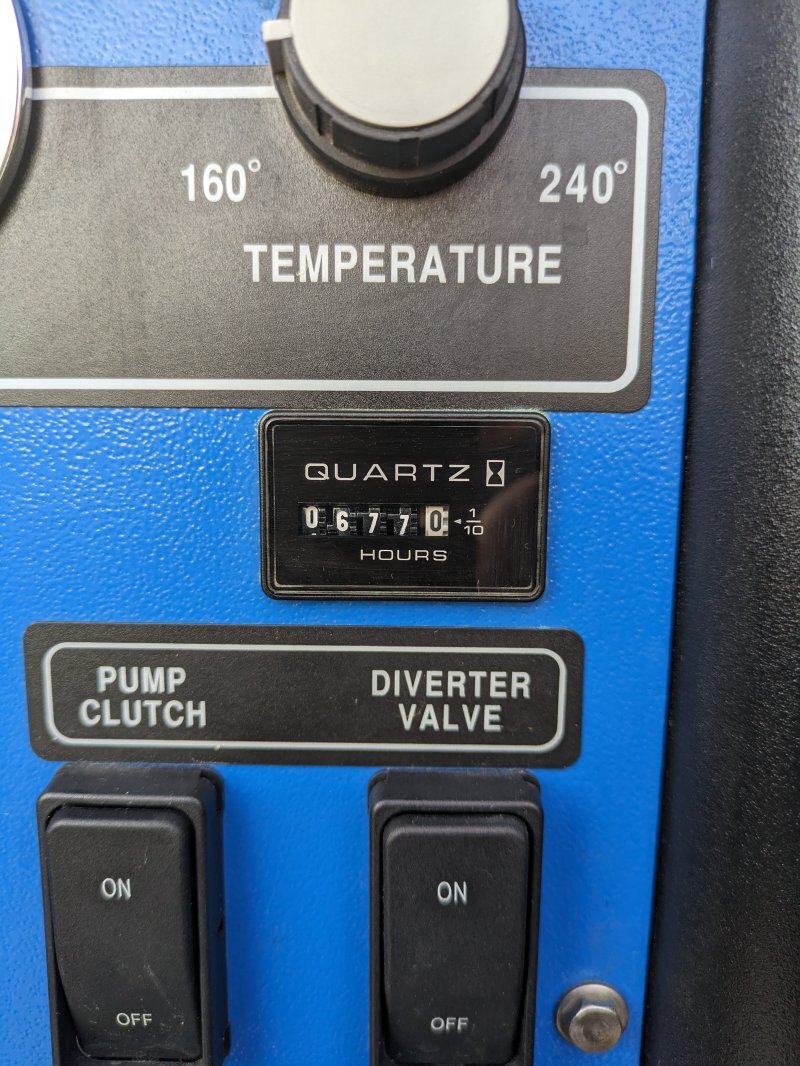 160° 240°
TEMPERATURE
QUARTZ
06770 1/10
HOURS
PUMP CLUTCH
DIVERTER VALVE
ON
OFF
ON
OFF